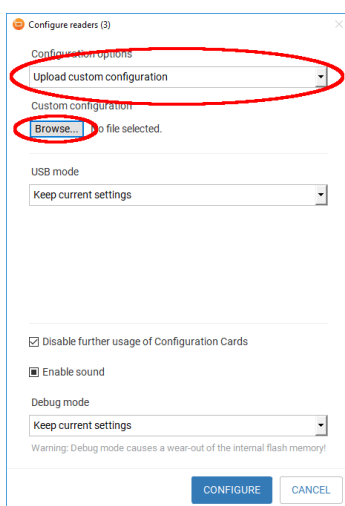 Configure readers (3)
Configuration options
Upload custom configuration
Custom configuration
Browse... No file selected.
USB mode
Keep current settings
Disable further usage of Configuration Cards
Enable sound
Debug mode
Keep current settings
Warning: Debug mode causes a wear-out of the internal flash memory!
CONFIGURE CANCEL